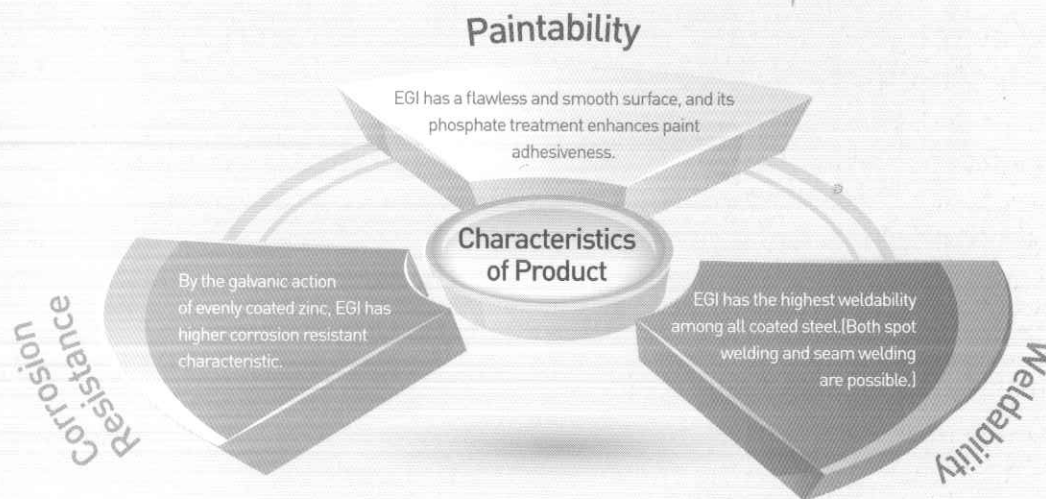 Paintability
EGI has a flawless and smooth surface, and its
phosphate treatment enhances paint
adhesiveness.
Characteristics
of Product
Corrosion
Resistance
By the galvanic action
of evenly coated zinc, EGI has
higher corrosion resistant
characteristic.
EGI has the highest weldability
among all coated steel.(Both spot
welding and seam welding
are possible.)
Weldability